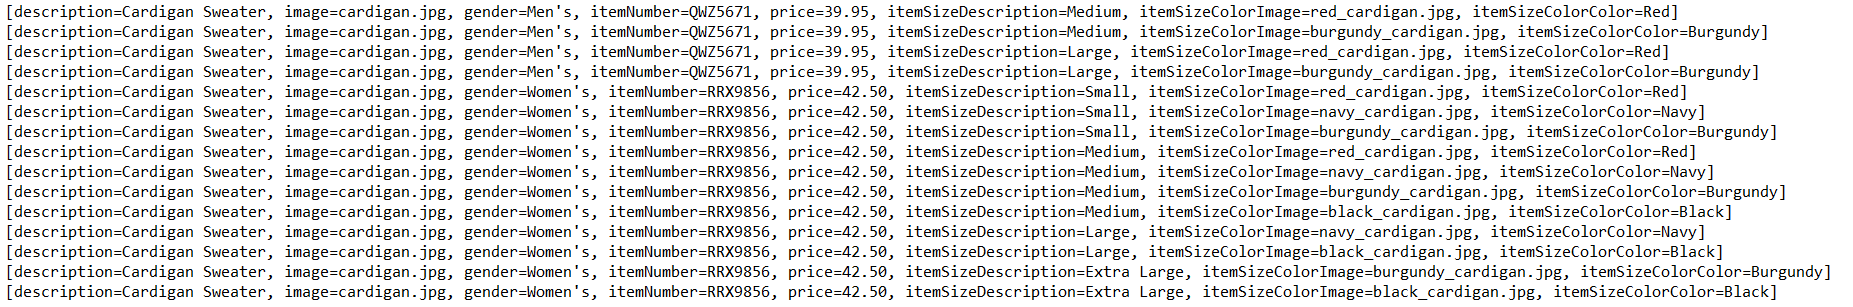 [description=Cardigan Sweater, image=cardigan.jpg, gender=Men's, itemNumber=QWZ5671, price=39.95, itemSizeDescription=Medium, itemSizeColorImage=red_cardigan.jpg, itemSizeColorColor=Red]
[description=Cardigan Sweater, image=cardigan.jpg, gender=Men's, itemNumber=QWZ5671, price=39.95, itemSizeDescription=Medium, itemSizeColorImage=burgundy_cardigan.jpg, itemSizeColorColor=Burgundy]
[description=Cardigan Sweater, image=cardigan.jpg, gender=Men's, itemNumber=QWZ5671, price=39.95, itemSizeDescription=Large, itemSizeColorImage=red_cardigan.jpg, itemSizeColorColor=Red]
[description=Cardigan Sweater, image=cardigan.jpg, gender=Men's, itemNumber=QWZ5671, price=39.95, itemSizeDescription=Large, itemSizeColorImage=burgundy_cardigan.jpg, itemSizeColorColor=Burgundy]
[description=Cardigan Sweater, image=cardigan.jpg, gender=Women's, itemNumber=RRX9856, price=42.50, itemSizeDescription=Small, itemSizeColorImage=red_cardigan.jpg, itemSizeColorColor=Red]
[description=Cardigan Sweater, image=cardigan.jpg, gender=Women's, itemNumber=RRX9856, price=42.50, itemSizeDescription=Small, itemSizeColorImage=navy_cardigan.jpg, itemSizeColorColor=Navy]
[description=Cardigan Sweater, image=cardigan.jpg, gender=Women's, itemNumber=RRX9856, price=42.50, itemSizeDescription=Small, itemSizeColorImage=burgundy_cardigan.jpg, itemSizeColorColor=Burgundy]
[description=Cardigan Sweater, image=cardigan.jpg, gender=Women's, itemNumber=RRX9856, price=42.50, itemSizeDescription=Medium, itemSizeColorImage=red_cardigan.jpg, itemSizeColorColor=Red]
[description=Cardigan Sweater, image=cardigan.jpg, gender=Women's, itemNumber=RRX9856, price=42.50, itemSizeDescription=Medium, itemSizeColorImage=navy_cardigan.jpg, itemSizeColorColor=Navy]
[description=Cardigan Sweater, image=cardigan.jpg, gender=Women's, itemNumber=RRX9856, price=42.50, itemSizeDescription=Medium, itemSizeColorImage=burgundy_cardigan.jpg, itemSizeColorColor=Burgundy]
[description=Cardigan Sweater, image=cardigan.jpg, gender=Women's, itemNumber=RRX9856, price=42.50, itemSizeDescription=Medium, itemSizeColorImage=black_cardigan.jpg, itemSizeColorColor=Black]
[description=Cardigan Sweater, image=cardigan.jpg, gender=Women's, itemNumber=RRX9856, price=42.50, itemSizeDescription=Large, itemSizeColorImage=navy_cardigan.jpg, itemSizeColorColor=Navy]
[description=Cardigan Sweater, image=cardigan.jpg, gender=Women's, itemNumber=RRX9856, price=42.50, itemSizeDescription=Large, itemSizeColorImage=black_cardigan.jpg, itemSizeColorColor=Black]
[description=Cardigan Sweater, image=cardigan.jpg, gender=Women's, itemNumber=RRX9856, price=42.50, itemSizeDescription=Extra Large, itemSizeColorImage=burgundy_cardigan.jpg, itemSizeColorColor=Burgundy]
[description=Cardigan Sweater, image=cardigan.jpg, gender=Women's, itemNumber=RRX9856, price=42.50, itemSizeDescription=Extra Large, itemSizeColorImage=black_cardigan.jpg, itemSizeColorColor=Black]